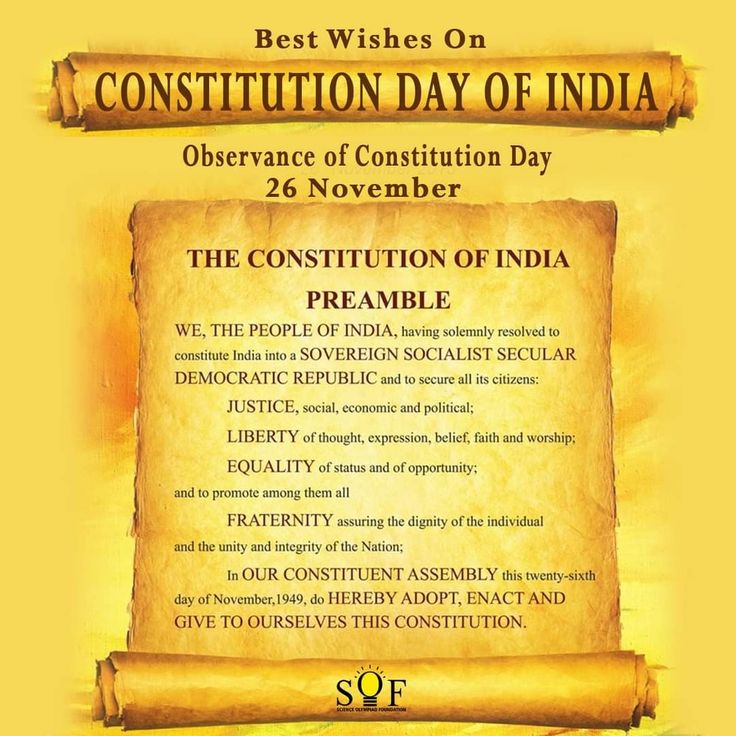 Best Wishes On
CONSTITUTION DAY OF INDIA
Observance of Constitution Day
26 November
THE CONSTITUTION OF INDIA
PREAMBLE
WE, THE PEOPLE OF INDIA, having solemnly resolved to
constitute India into a SOVEREIGN SOCIALIST SECULAR
DEMOCRATIC REPUBLIC and to secure all its citizens:
JUSTICE, social, economic and political;
LIBERTY of thought, expression, belief, faith and worship;
EQUALITY of status and of opportunity;
and to promote among them all
FRATERNITY assuring the dignity of the individual
and the unity and integrity of the Nation;
In OUR CONSTITUENT ASSEMBLY this twenty-sixth
day of November,1949, do HEREBY ADOPT, ENACT AND
GIVE TO OURSELVES THIS CONSTITUTION.
SOF
SCIENCE OLYMPIAD FOUNDATION